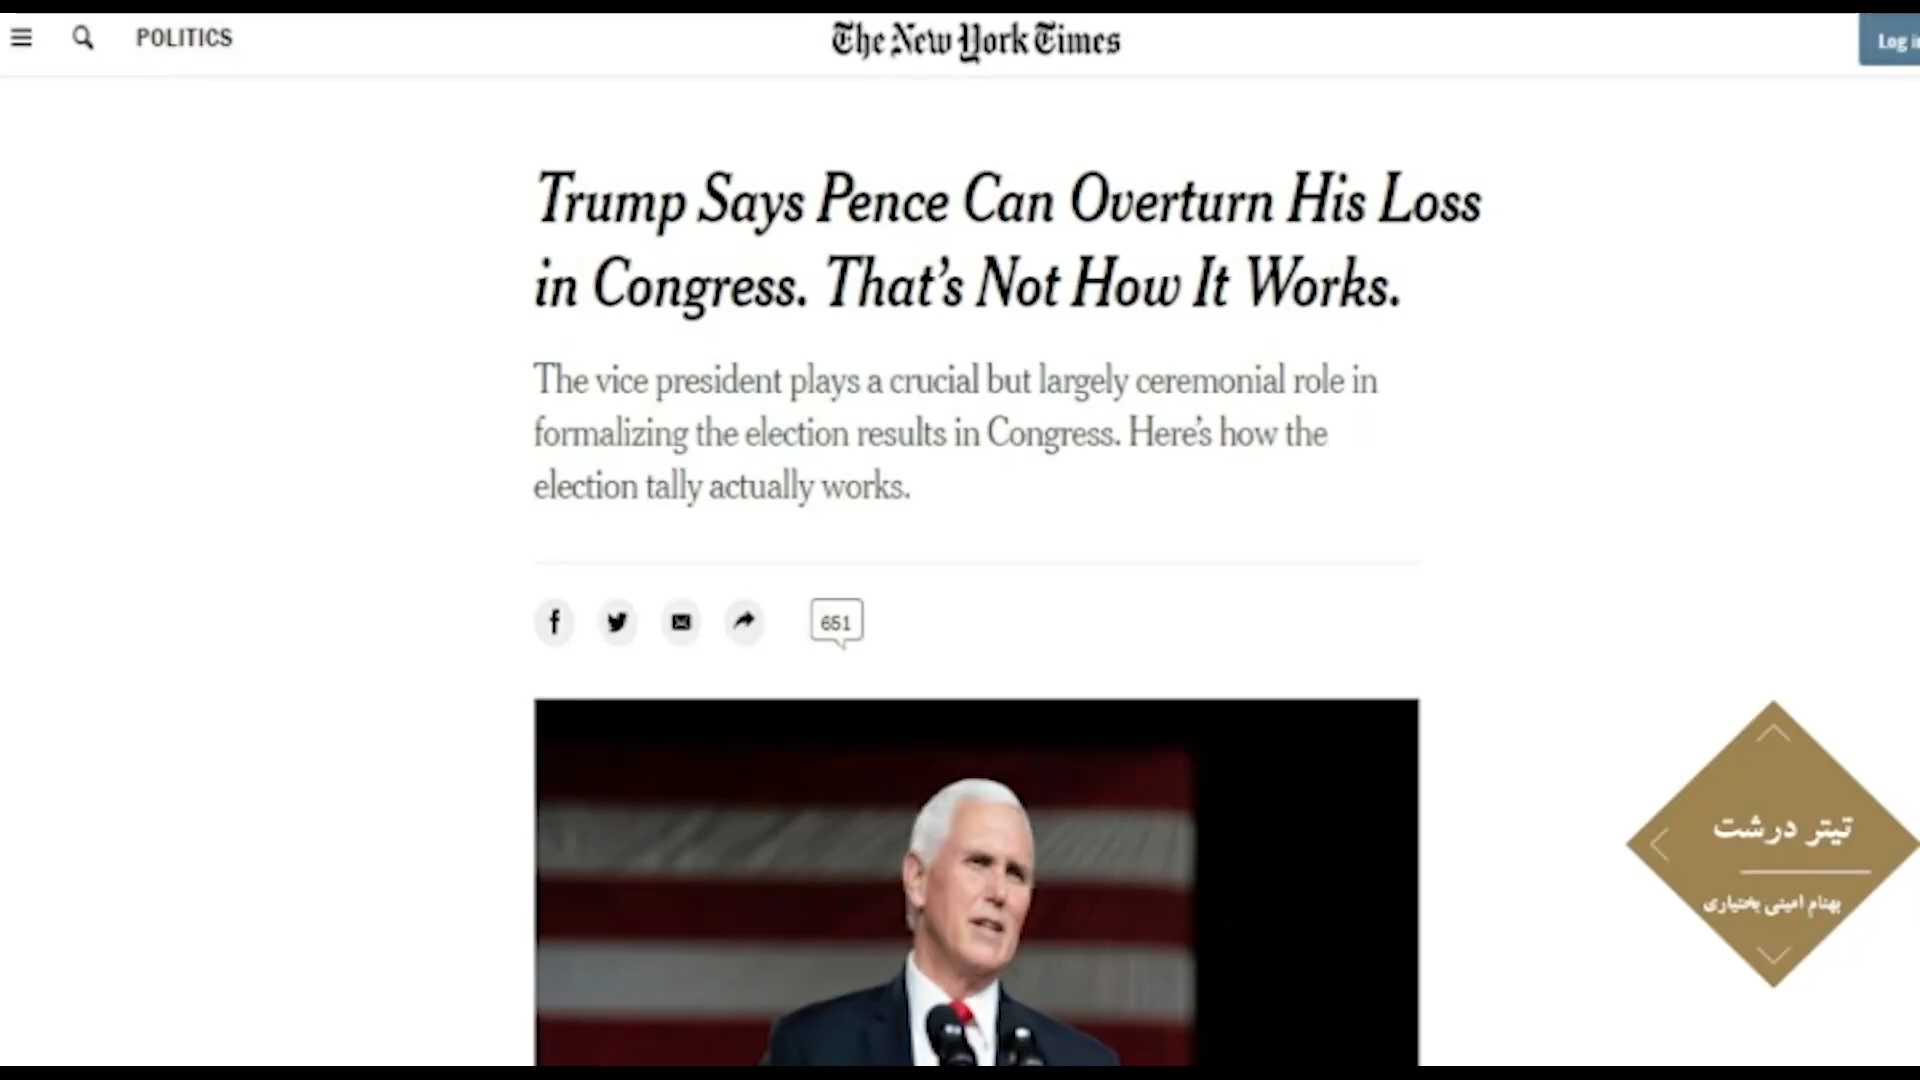 POLITICS
The New York Times
Log in
Trump Says Pence Can Overturn His Loss
in Congress. That's Not How It Works.
The vice president plays a crucial but largely ceremonial role in
formalizing the election results in Congress. Here's how the
election tally actually works.
651
تیتر درشت
بهنام امینی بختیاری